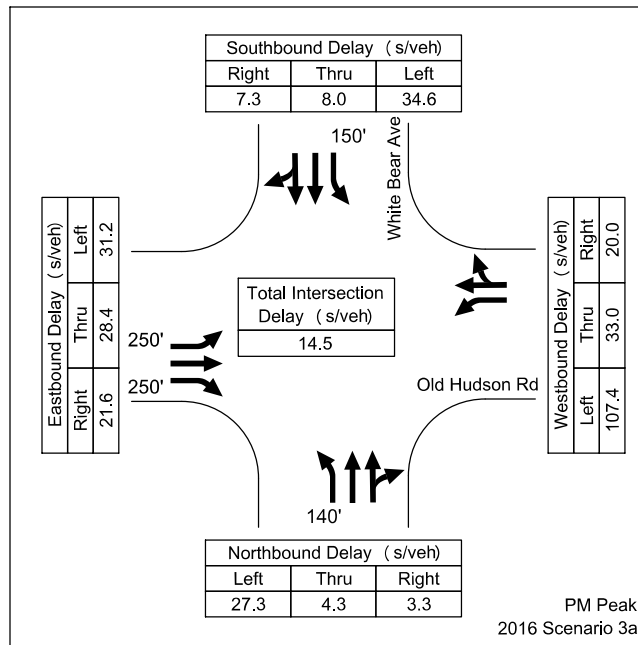 Southbound Delay ( s/veh)
Right Thru Left
7.3 8.0 34.6
150'
White Bear Ave
Eastbound Delay ( s/veh)
Right Thru Left
21.6 28.4 31.2
250'
250'
Total Intersection
Delay ( s/veh)
14.5
Westbound Delay ( s/veh)
Left Thru Right
107.4 33.0 20.0
Old Hudson Rd
140'
Northbound Delay ( s/veh)
Left Thru Right
27.3 4.3 3.3
PM Peak
2016 Scenario 3a